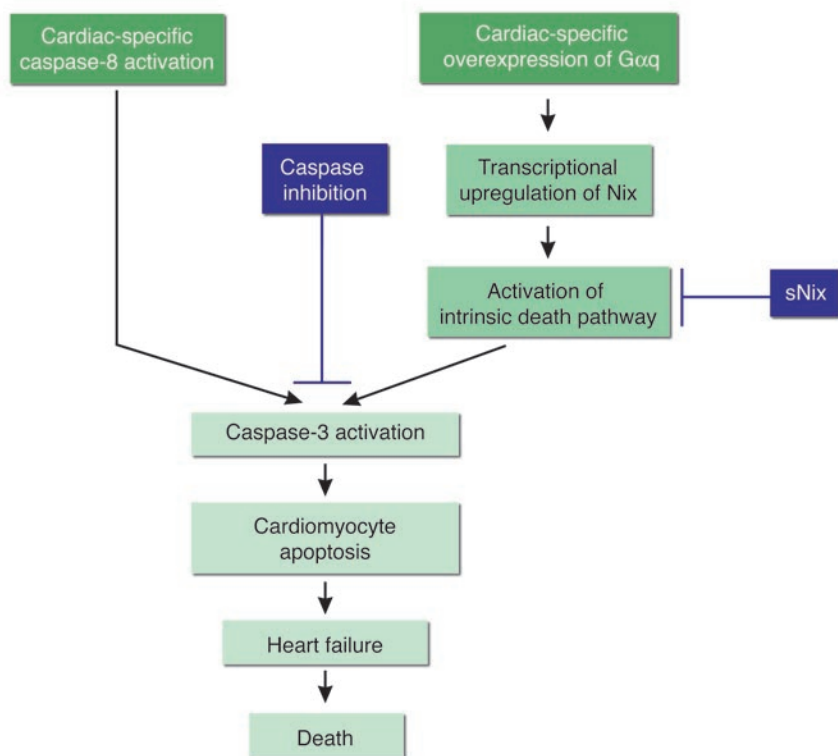 Cardiac-specific
caspase-8 activation
Cardiac-specific
overexpression of Gαq
Caspase
inhibition
Transcriptional
upregulation of Nix
Activation of
intrinsic death pathway
sNix
Caspase-3 activation
Cardiomyocyte
apoptosis
Heart failure
Death